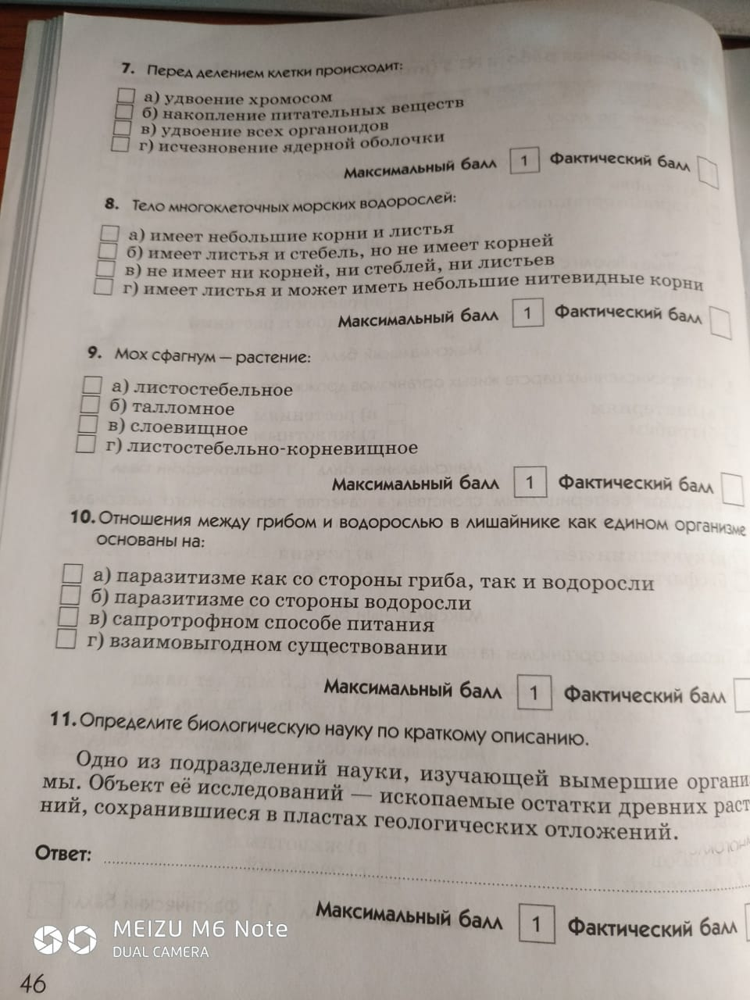 7. Перед делением клетки происходит:
а) удвоение хромосом
б) накопление питательных веществ
в) удвоение всех органоидов
г) исчезновение ядерной оболочки
Максимальный балл 1 Фактический балл
8. Тело многоклеточных морских водорослей:
а) имеет небольшие корни и листья
б) имеет листья и стебель, но не имеет корней
в) не имеет ни корней, ни стеблей, ни листьев
г) имеет листья и может иметь небольшие нитевидные корни
Максимальный балл 1 Фактический балл
9. Мох сфагнум — растение:
а) листостебельное
б) талломное
в) слоевищное
г) листостебельно-корневищное
Максимальный балл 1 Фактический балл
10. Отношения между грибом и водорослью в лишайнике как едином организме
основаны на:
а) паразитизме как со стороны гриба, так и водоросли
б) паразитизме со стороны водоросли
в) сапротрофном способе питания
г) взаимовыгодном существовании
Максимальный балл 1 Фактический балл
11. Определите биологическую науку по краткому описанию.
Одно из подразделений науки, изучающей вымершие органи
мы. Объект её исследований — ископаемые остатки древних раст
ний, сохранившиеся в пластах геологических отложений.
Ответ:
Максимальный балл 1 Фактический балл
MEIZU M6 Note
DUAL CAMERA
46